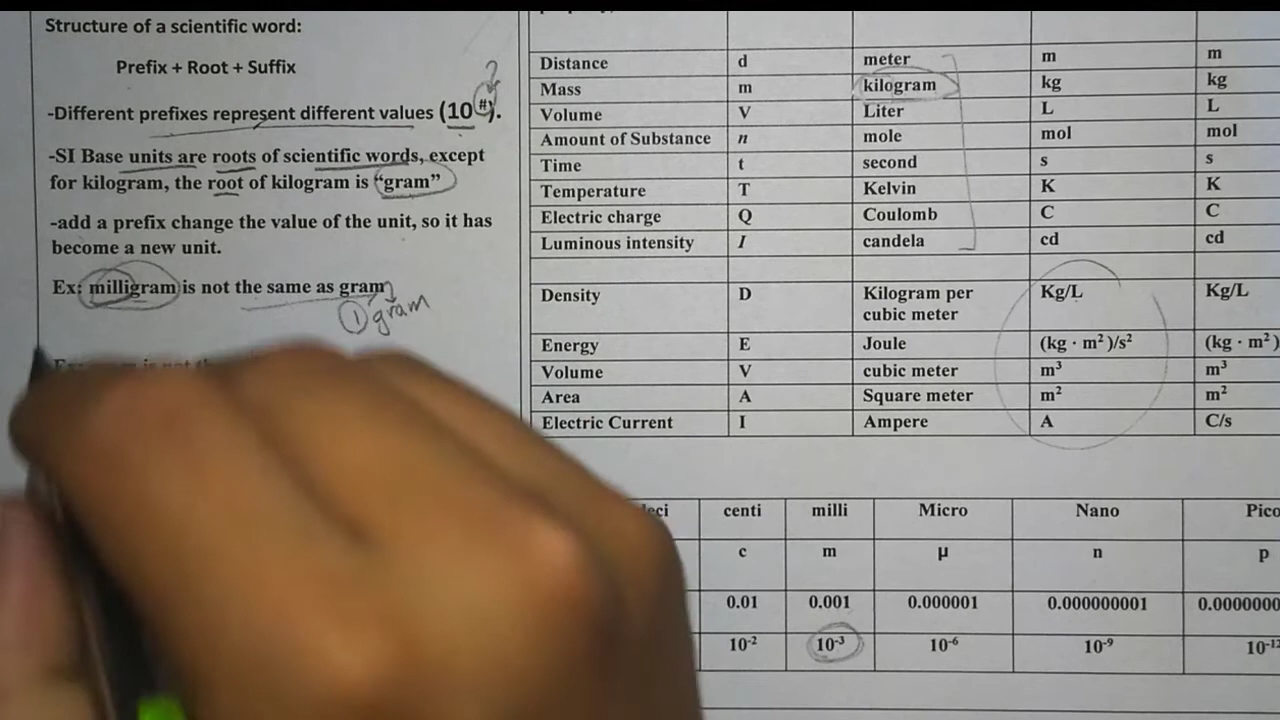 Structure of a scientific word:
Prefix + Root + Suffix
?
-Different prefixes represent different values (10 #).
-SI Base units are roots of scientific words, except
for kilogram, the root of kilogram is “gram”
-add a prefix change the value of the unit, so it has
become a new unit.
Ex: milligram is not the same as gram
1 gram
Distance d meter m m
Mass m kilogram kg kg
Volume V Liter L L
Amount of Substance n mole mol mol
Time t second s s
Temperature T Kelvin K K
Electric charge Q Coulomb C C
Luminous intensity I candela cd cd
Density D Kilogram per Kg/L Kg/L
cubic meter
Energy E Joule (kg · m²)/s² (kg · m²)
Volume V cubic meter m³ m³
Area A Square meter m² m²
Electric Current I Ampere A C/s
centi milli Micro Nano Pico
c m μ n p
0.01 0.001 0.000001 0.000000001 0.0000000
10⁻² 10⁻³ 10⁻⁶ 10⁻⁹ 10⁻¹²